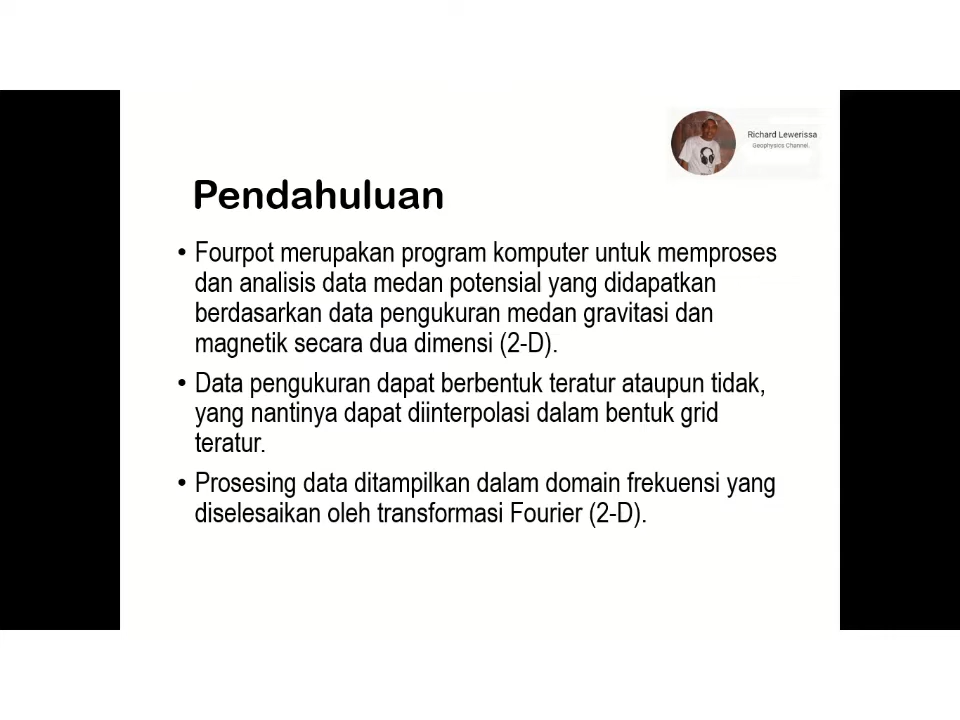 Richard Lewerissa
Geophysics Channel.
Pendahuluan
• Fourpot merupakan program komputer untuk memproses
dan analisis data medan potensial yang didapatkan
berdasarkan data pengukuran medan gravitasi dan
magnetik secara dua dimensi (2-D).
• Data pengukuran dapat berbentuk teratur ataupun tidak,
yang nantinya dapat diinterpolasi dalam bentuk grid
teratur.
• Prosesing data ditampilkan dalam domain frekuensi yang
diselesaikan oleh transformasi Fourier (2-D).